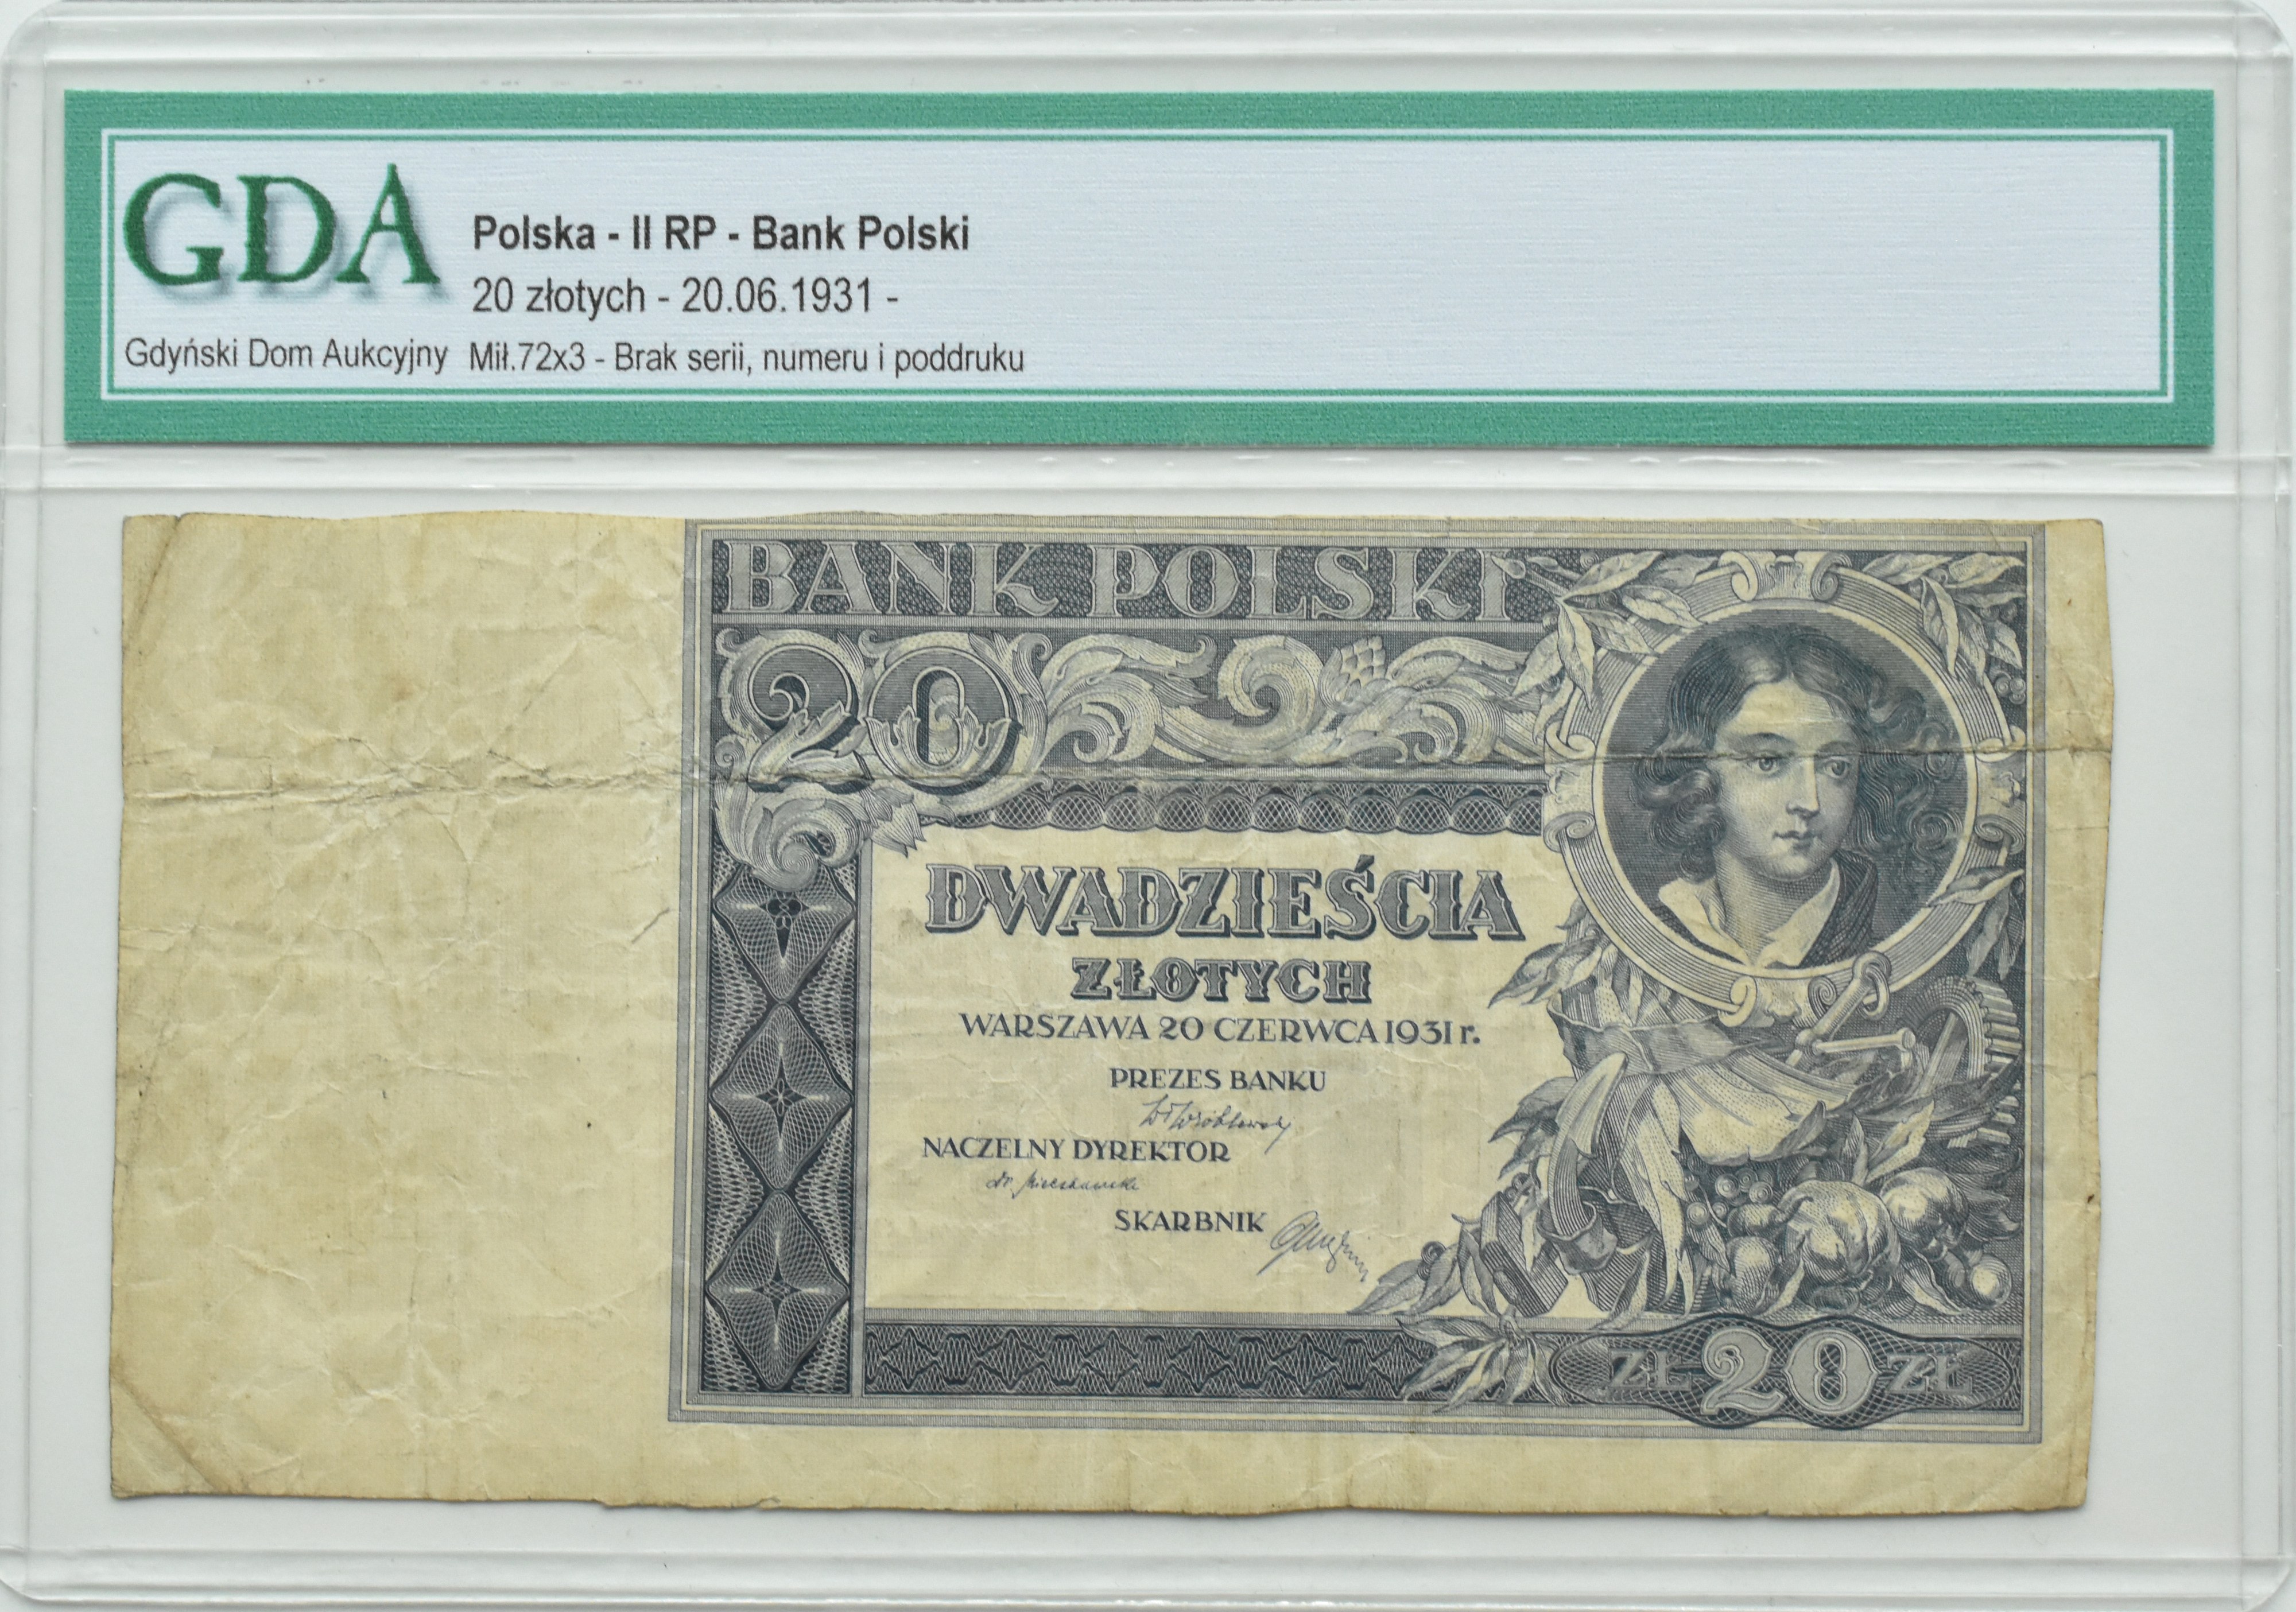 GDA
Gdyński Dom Aukcyjny
Polska - II RP - Bank Polski
20 złotych - 20.06.1931 -
Mił.72x3 - Brak serii, numeru i poddruku
BANK POLSKI
20
DWADZIEŚCIA
ZŁOTYCH
WARSZAWA 20 CZERWCA 1931 r.
PREZES BANKU
NACZELNY DYREKTOR
SKARBNIK
ZŁ 20 ZŁ